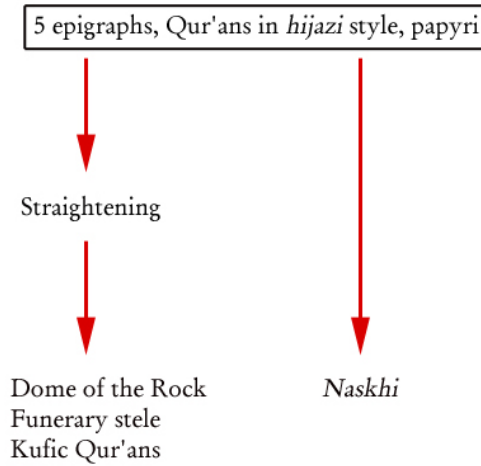 5 epigraphs, Qur'ans in hijazi style, papyri
Straightening
Dome of the Rock
Funerary stele
Kufic Qur'ans
Naskhi